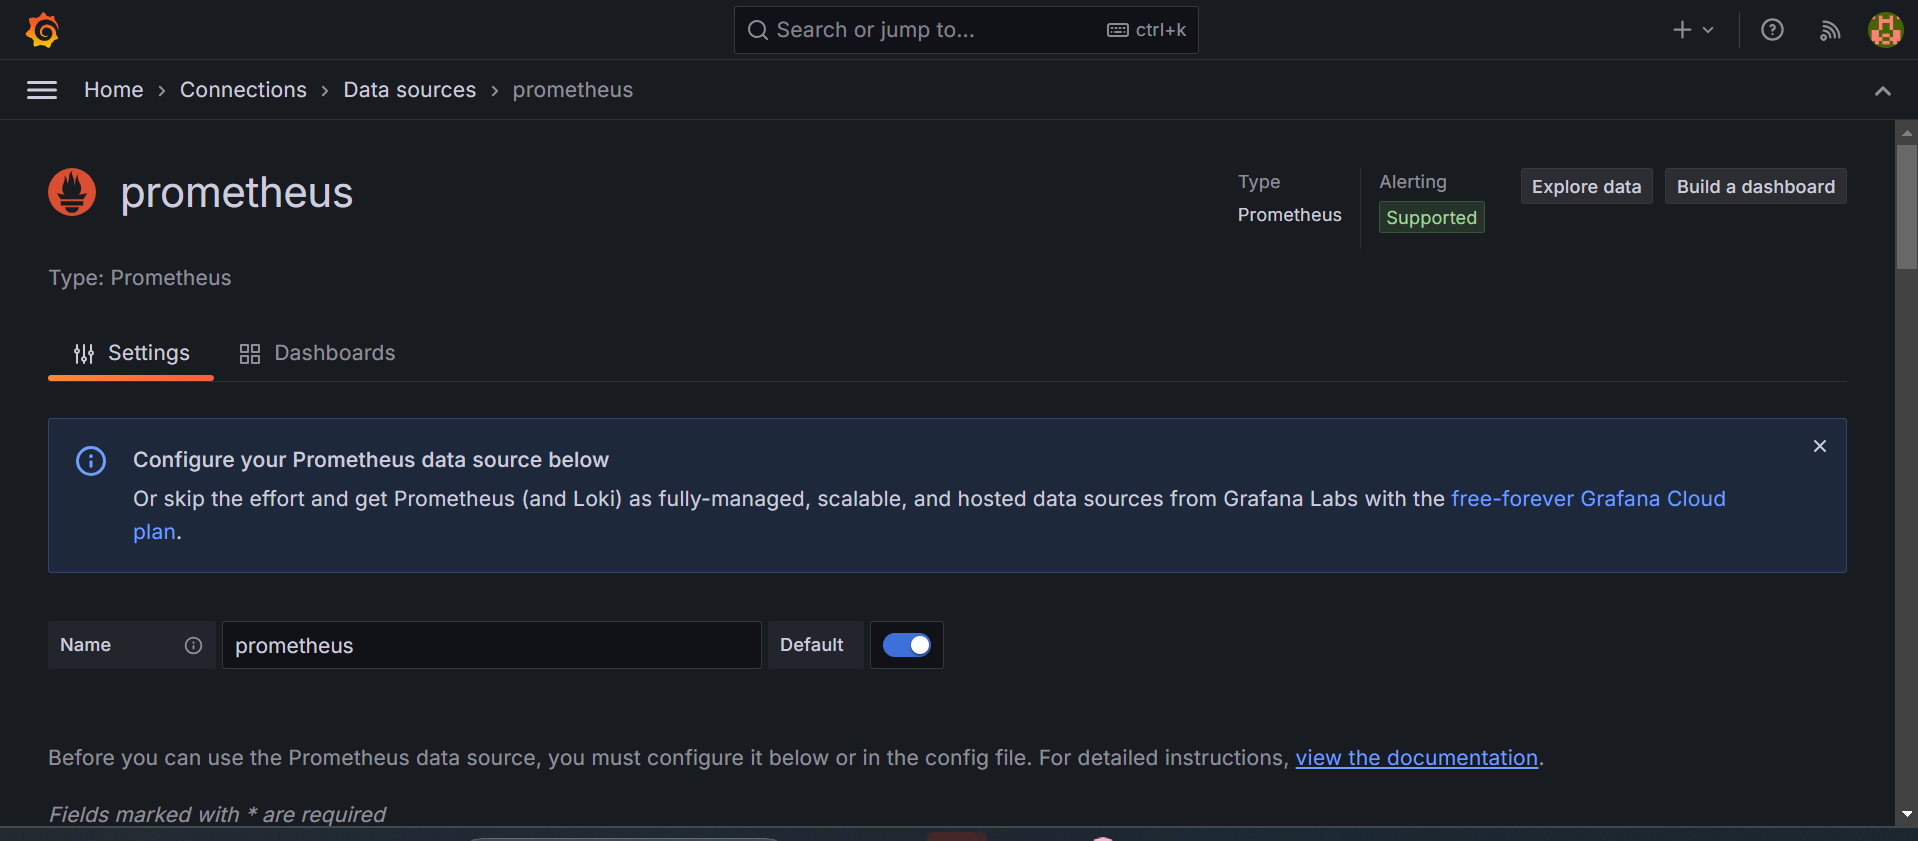 Search or jump to...
ctrl+k
Home › Connections › Data sources › prometheus
prometheus
Type
Prometheus
Alerting
Supported
Explore data
Build a dashboard
Type: Prometheus
Settings
Dashboards
Configure your Prometheus data source below
Or skip the effort and get Prometheus (and Loki) as fully-managed, scalable, and hosted data sources from Grafana Labs with the free-forever Grafana Cloud
plan.
Name
prometheus
Default
Before you can use the Prometheus data source, you must configure it below or in the config file. For detailed instructions, view the documentation.
Fields marked with * are required